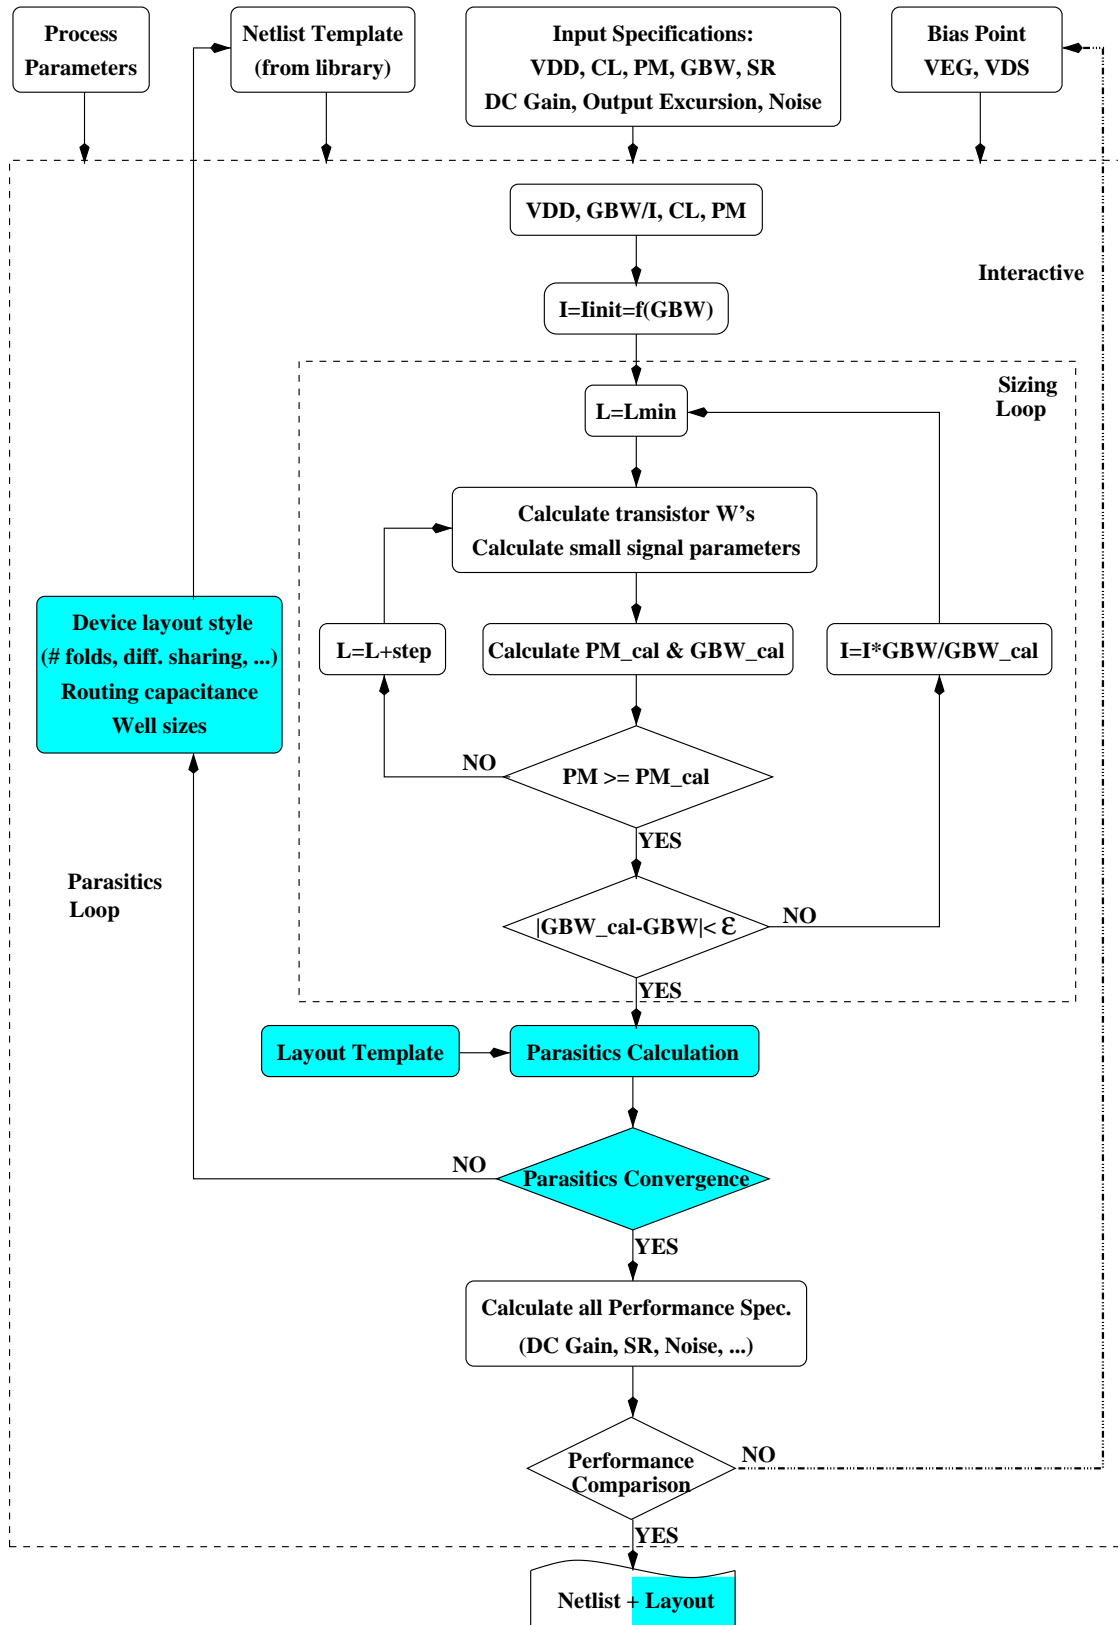 Process
Parameters
Netlist Template
(from library)
Input Specifications:
VDD, CL, PM, GBW, SR
DC Gain, Output Excursion, Noise
Bias Point
VEG, VDS
VDD, GBW/I, CL, PM
Interactive
I=Iinit=f(GBW)
Sizing
Loop
L=Lmin
Calculate transistor W's
Calculate small signal parameters
Device layout style
(# folds, diff. sharing, ...)
Routing capacitance
Well sizes
L=L+step
Calculate PM_cal & GBW_cal
I=I*GBW/GBW_cal
NO
PM >= PM_cal
YES
Parasitics
Loop
|GBW_cal-GBW|< ε
NO
YES
Layout Template
Parasitics Calculation
NO
Parasitics Convergence
YES
Calculate all Performance Spec.
(DC Gain, SR, Noise, ...)
Performance
Comparison
NO
YES
Netlist + Layout